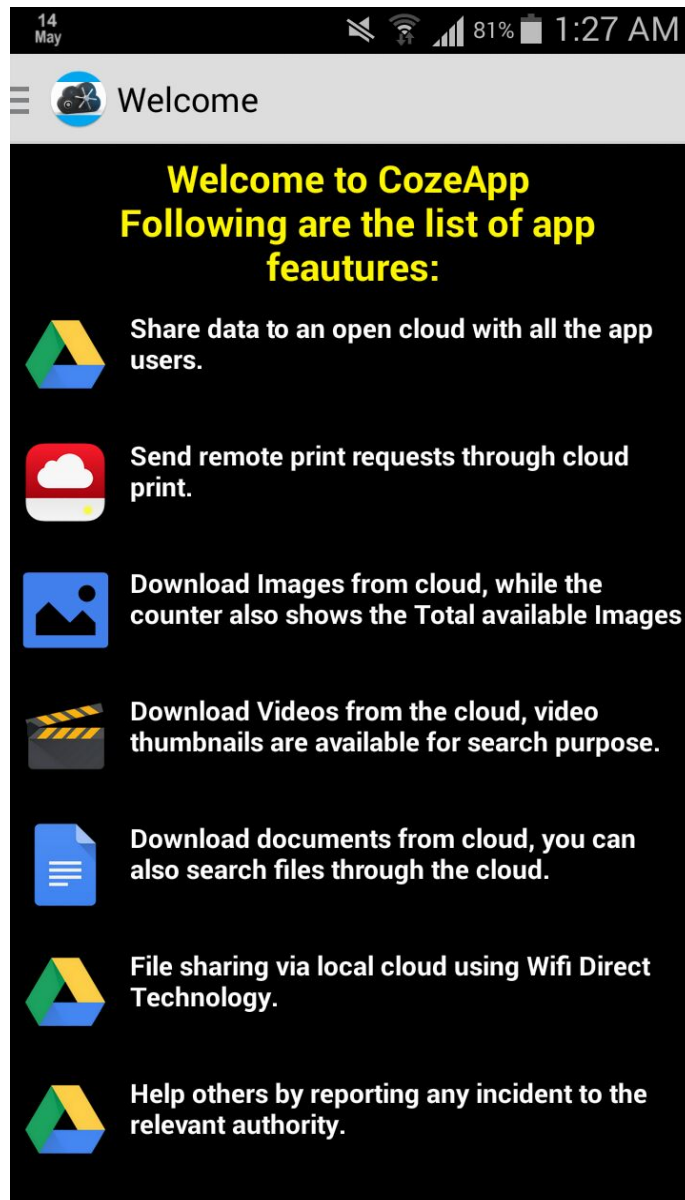 14
May
81%
1:27 AM
Welcome
Welcome to CozeApp
Following are the list of app
feautures:
Share data to an open cloud with all the app
users.
Send remote print requests through cloud
print.
Download Images from cloud, while the
counter also shows the Total available Images
Download Videos from the cloud, video
thumbnails are available for search purpose.
Download documents from cloud, you can
also search files through the cloud.
File sharing via local cloud using Wifi Direct
Technology.
Help others by reporting any incident to the
relevant authority.